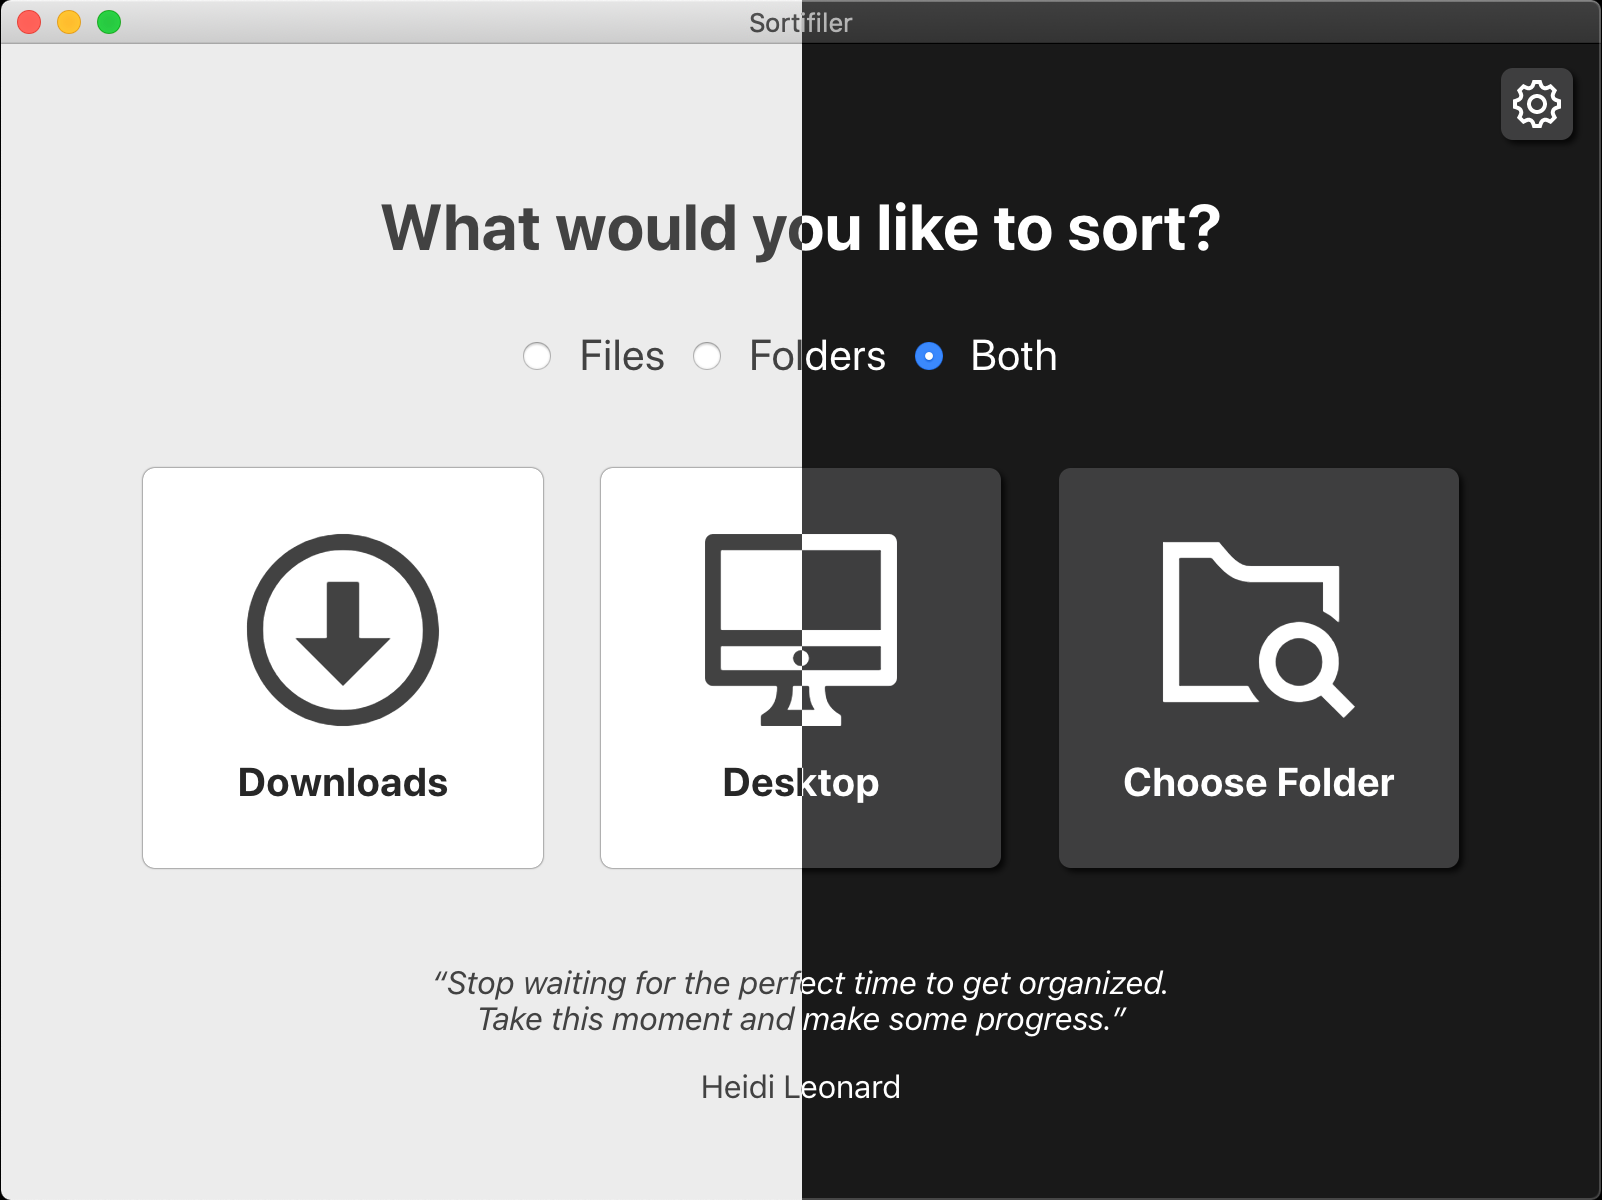 Sortifiler
What would you like to sort?
Files Folders Both
Downloads Desktop Choose Folder
“Stop waiting for the perfect time to get organized.
Take this moment and make some progress.”
Heidi Leonard